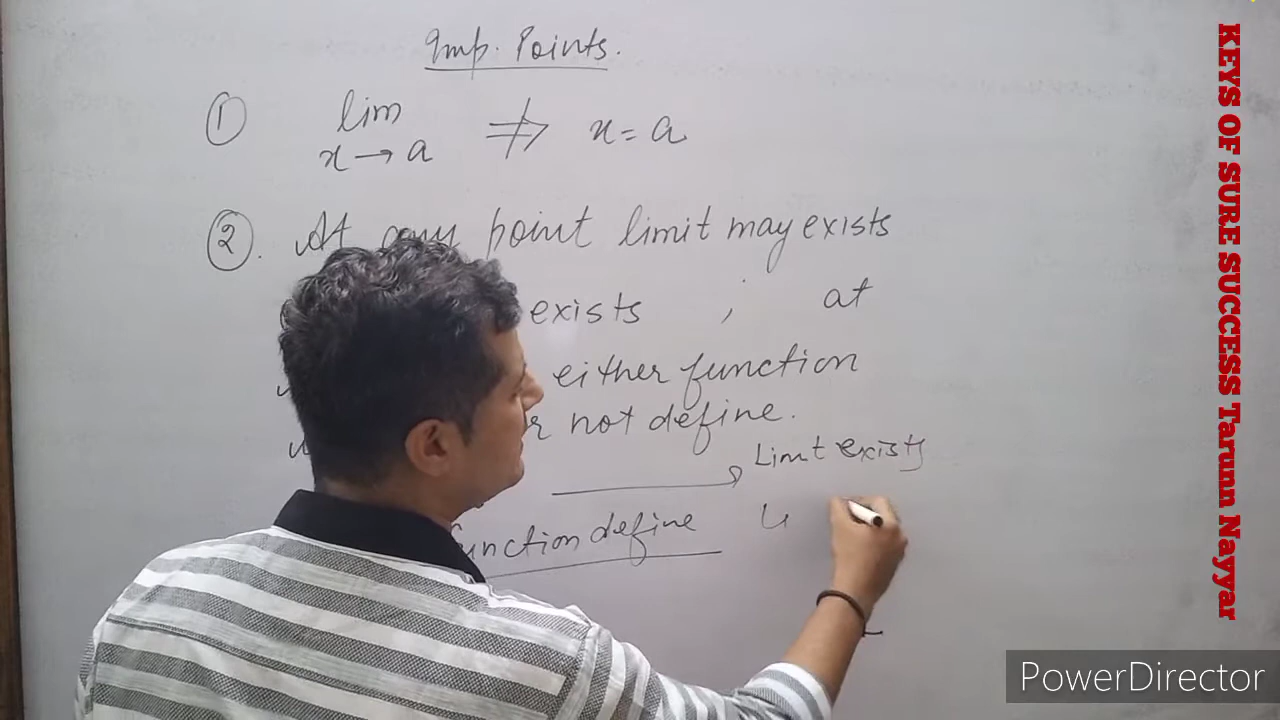 Imp. Points.
① lim
x → a ⇏ x = a
②. At any point limit may exists
exists ; at
either function
not define.
Limit exists
function define
KEYS OF SURE SUCCESS Tarunn Nayyar
PowerDirector